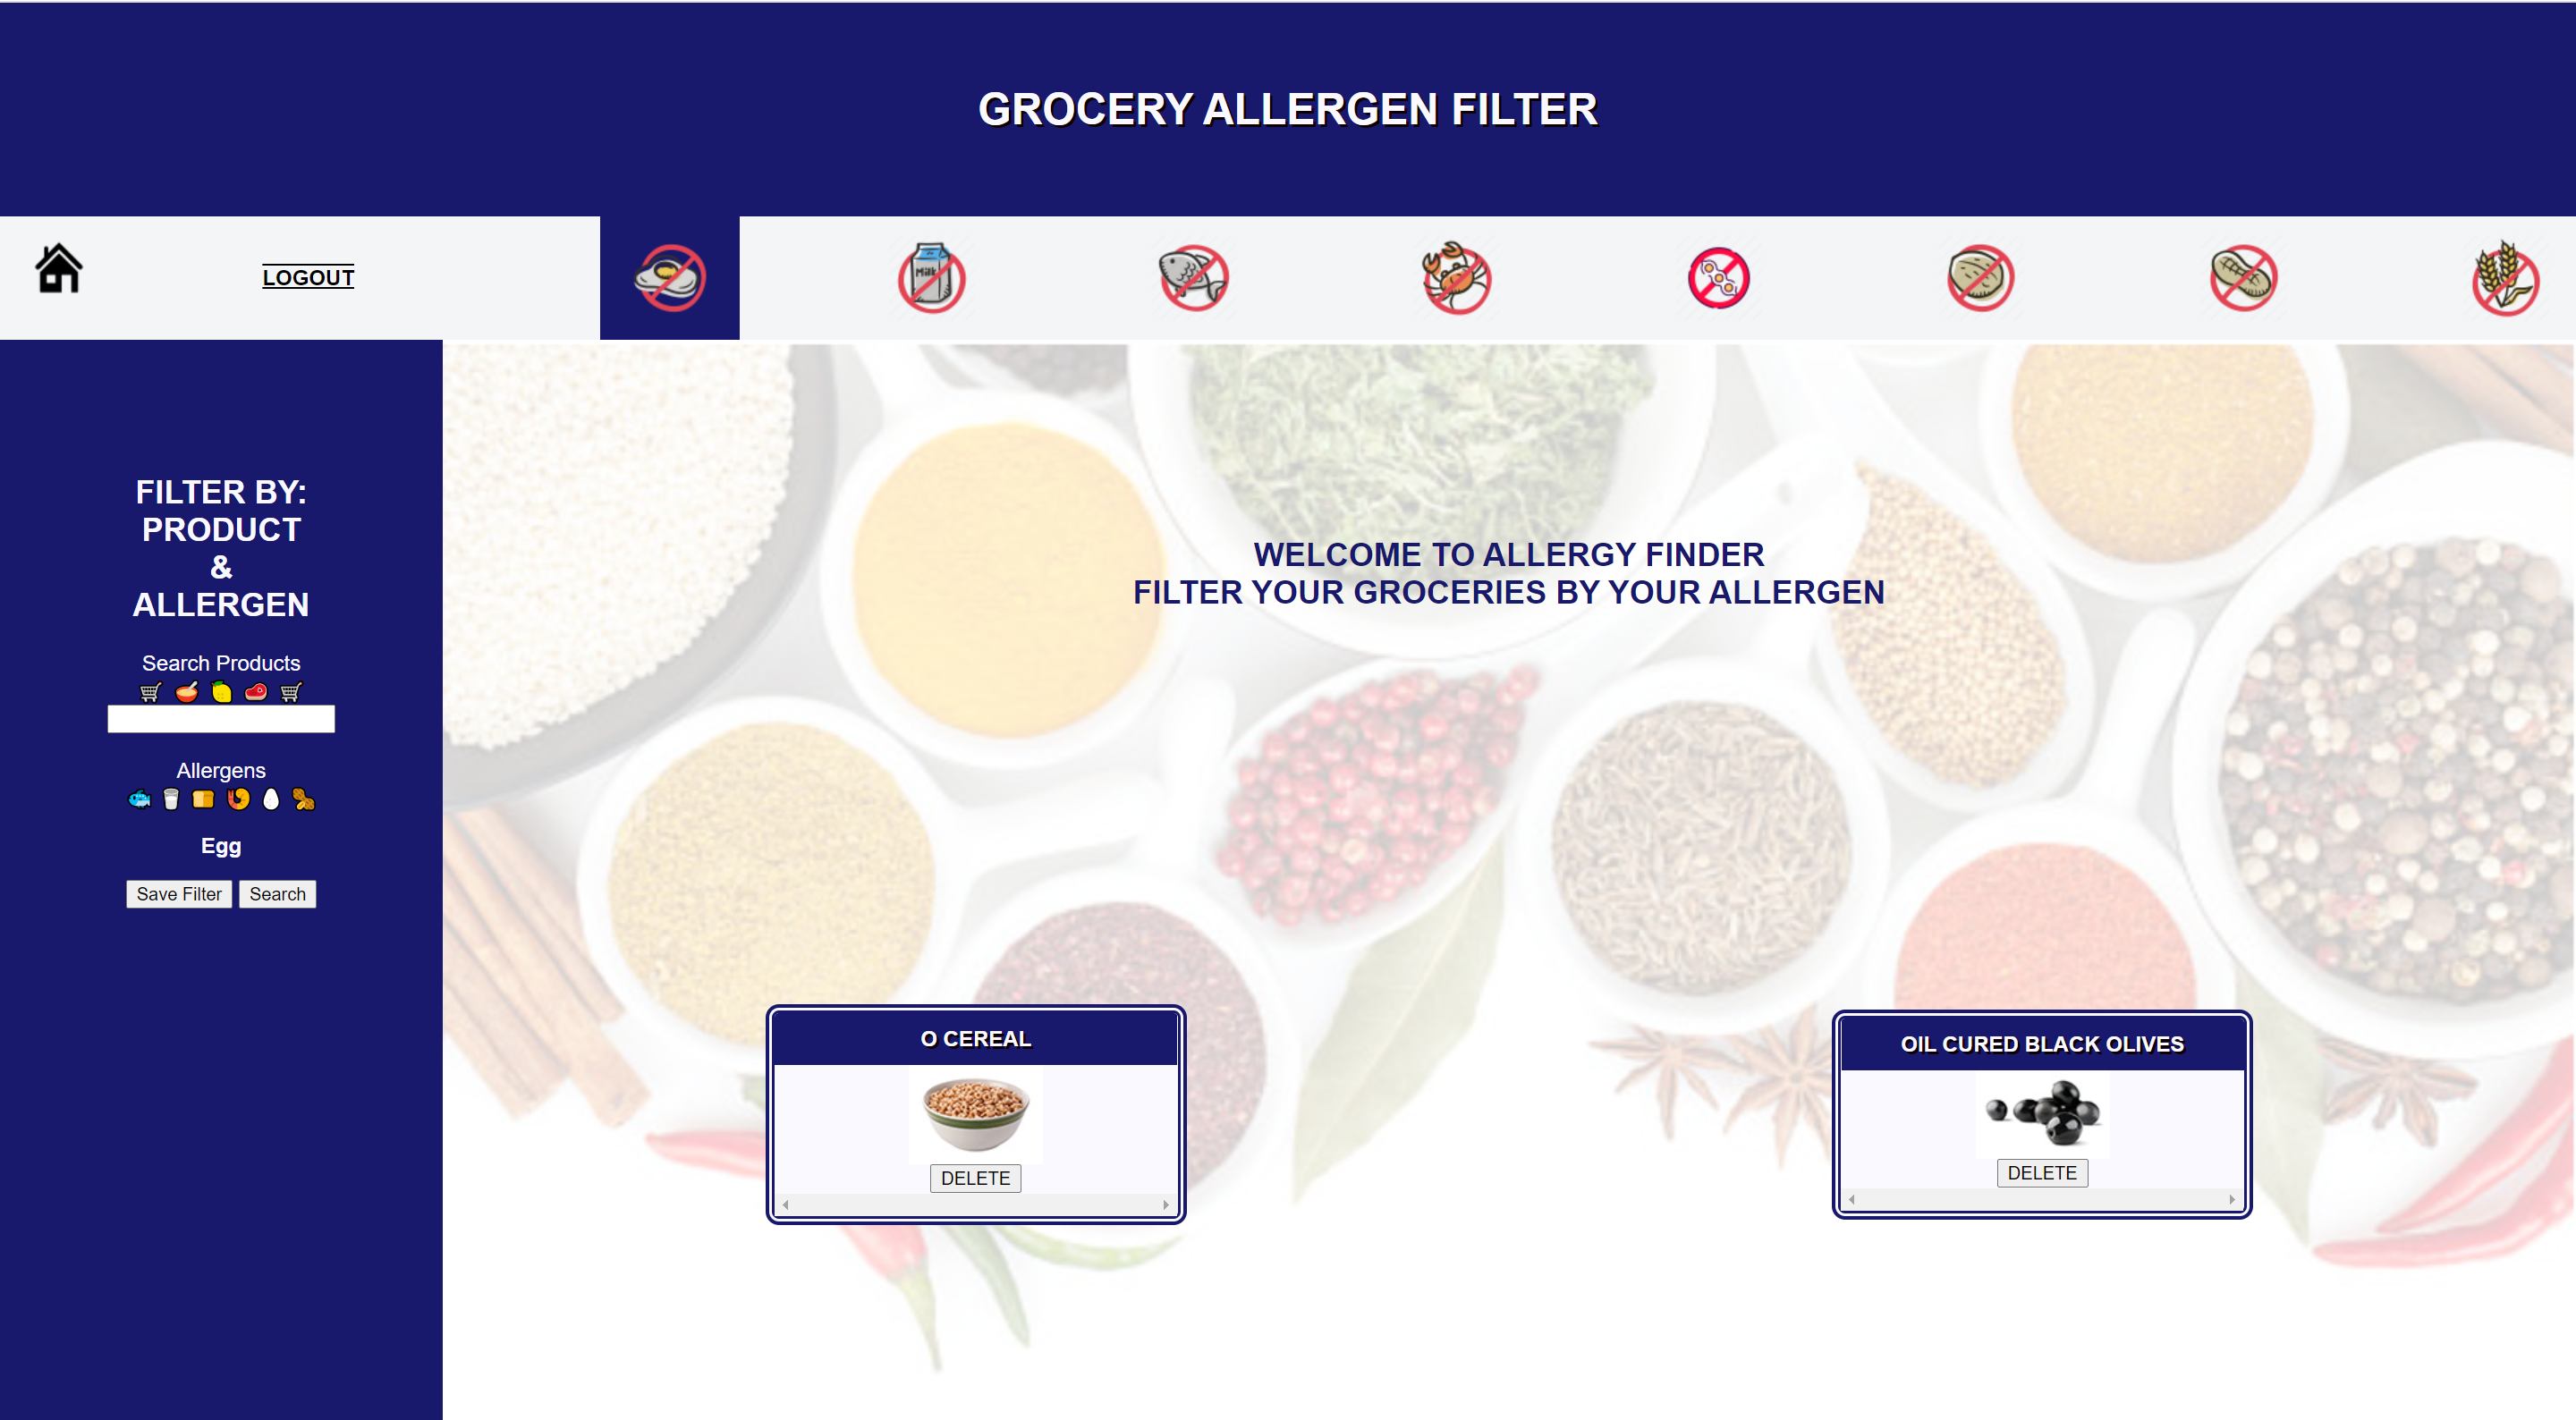 GROCERY ALLERGEN FILTER
LOGOUT
Milk
FILTER BY:
PRODUCT
&
ALLERGEN
Search Products
Allergens
Egg
Save Filter Search
WELCOME TO ALLERGY FINDER
FILTER YOUR GROCERIES BY YOUR ALLERGEN
O CEREAL
DELETE
OIL CURED BLACK OLIVES
DELETE